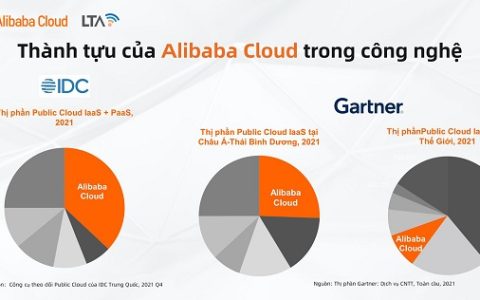 Alibaba Cloud LTA
Thành tựu của Alibaba Cloud trong công nghệ
IDC
Gartner
Thị phần Public Cloud IaaS + PaaS,
2021
Thị phần Public Cloud IaaS tại
Châu Á-Thái Bình Dương, 2021
Thị phầnPublic Cloud
Thế Giới, 2021
Alibaba
Cloud
Alibaba
Cloud
Alibaba
Cloud
Công cụ theo dõi Public Cloud của IDC Trung Quốc, 2021 Q4
Nguồn: Thị phần Gartner: Dịch vụ CNTT, Toàn cầu, 2021